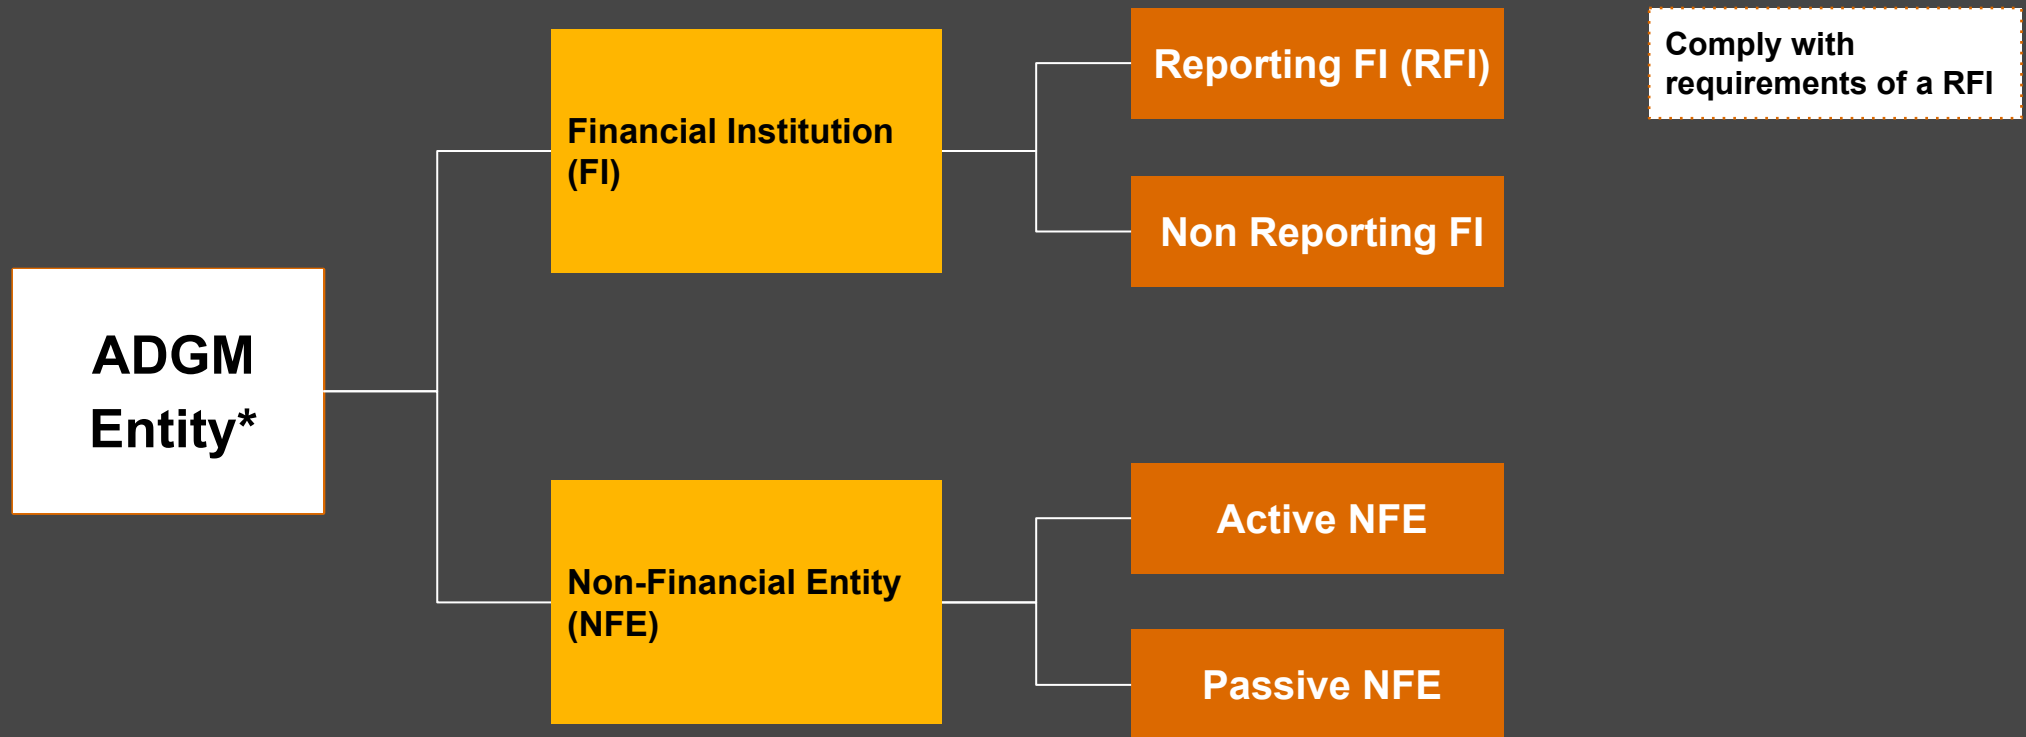 ADGM
Entity*
Financial Institution
(FI)
Reporting FI (RFI)
Comply with
requirements of a RFI
Non Reporting FI
Non-Financial Entity
(NFE)
Active NFE
Passive NFE